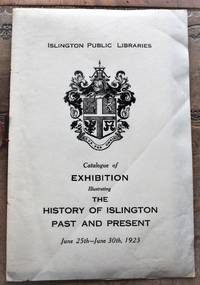 ISLINGTON PUBLIC LIBRARIES
Catalogue of
EXHIBITION
Illustrating
THE
HISTORY OF ISLINGTON
PAST AND PRESENT
June 25th—June 30th, 1923